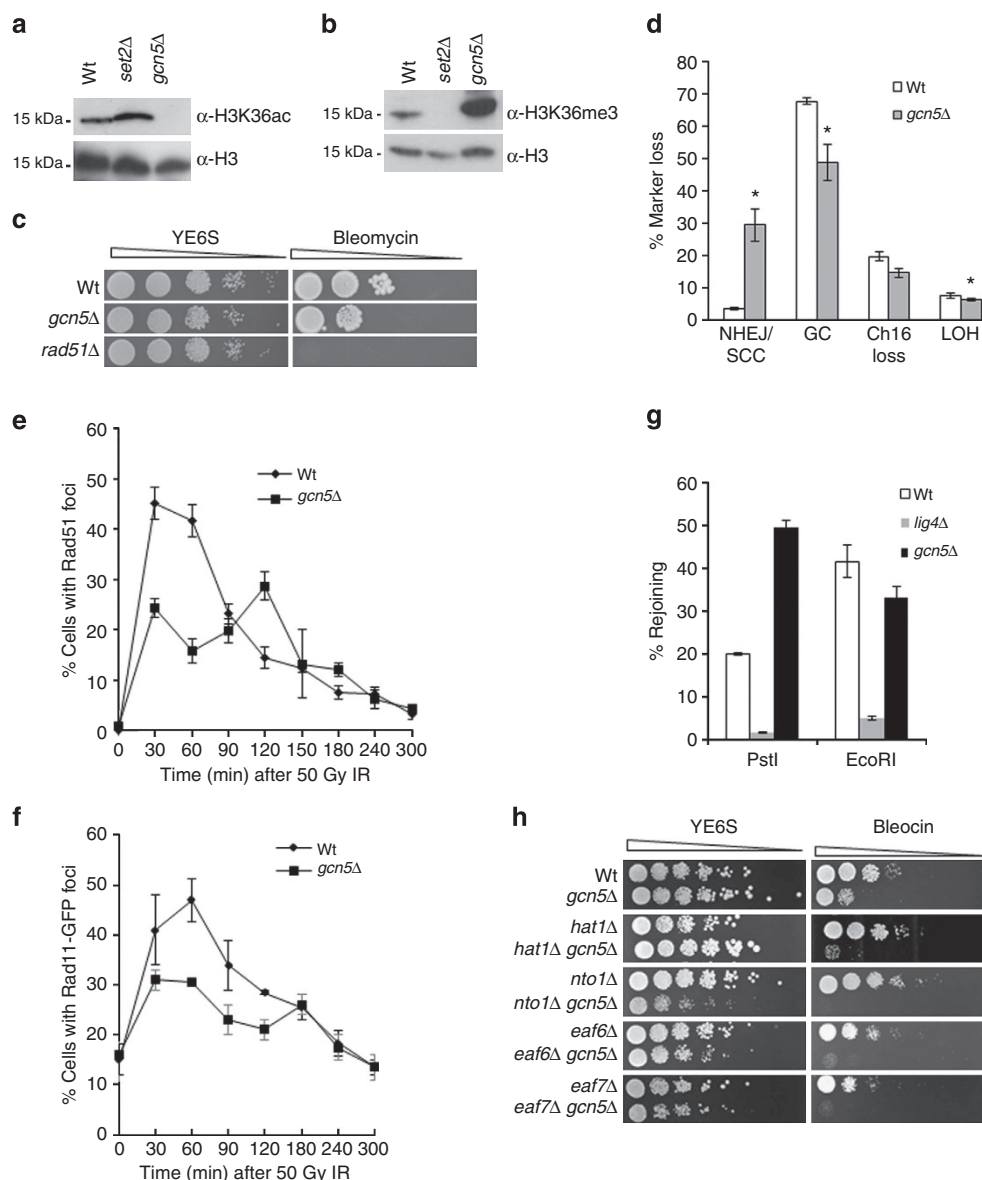 a
Wt
set2Δ
gcn5Δ
15 kDa
α-H3K36ac
15 kDa
α-H3
b
Wt
set2Δ
gcn5Δ
15 kDa
α-H3K36me3
15 kDa
α-H3
c
YE6S
Bleomycin
Wt
gcn5Δ
rad51Δ
d
% Marker loss
80
70
60
50
40
30
20
10
0
Wt
gcn5Δ
*
*
*
NHEJ/
SCC
GC
Ch16
loss
LOH
e
% Cells with Rad51 foci
60
50
40
30
20
10
0
Wt
gcn5Δ
0 30 60 90 120 150 180 240 300
Time (min) after 50 Gy IR
f
% Cells with Rad11-GFP foci
60
50
40
30
20
10
0
Wt
gcn5Δ
0 30 60 90 120 180 240 300
Time (min) after 50 Gy IR
g
% Rejoining
60
50
40
30
20
10
0
Wt
lig4Δ
gcn5Δ
PstI
EcoRI
h
YE6S
Bleocin
Wt
gcn5Δ
hat1Δ
hat1Δ gcn5Δ
nto1Δ
nto1Δ gcn5Δ
eaf6Δ
eaf6Δ gcn5Δ
eaf7Δ
eaf7Δ gcn5Δ